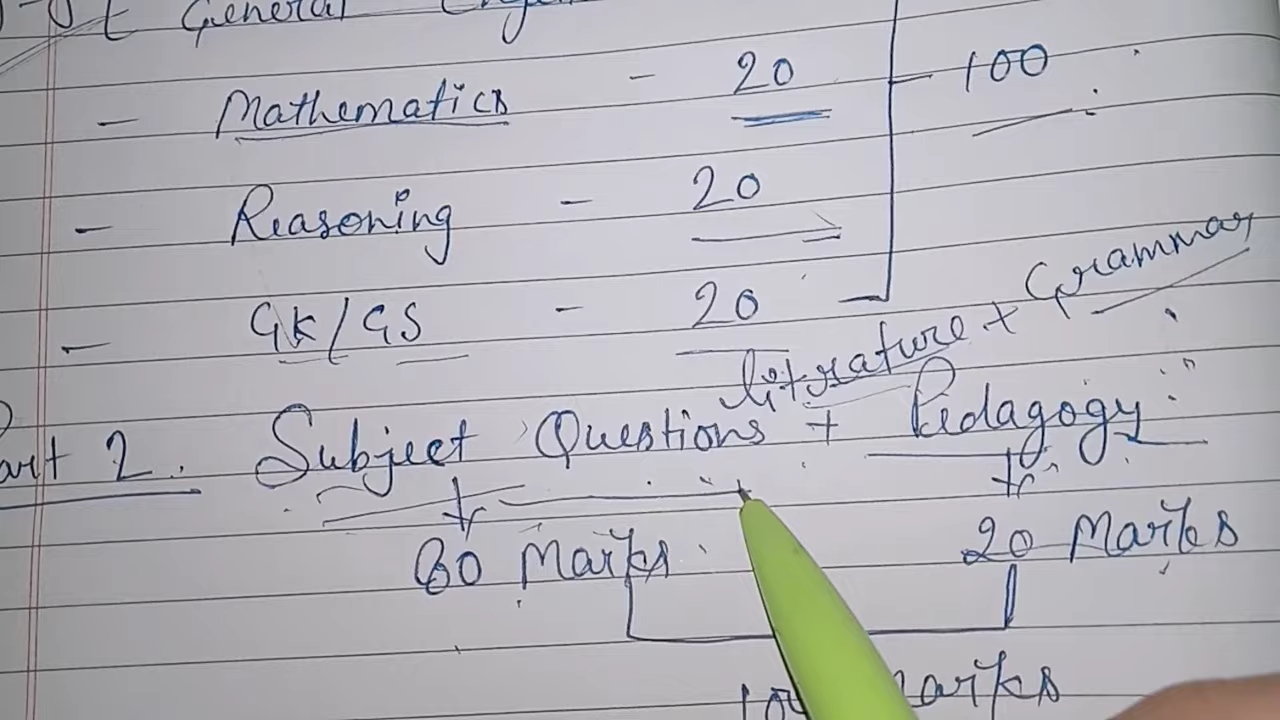 General
- Mathematics - 20 - 100
- Reasoning - 20
- GK/GS - 20
Literature + Grammar
Part 2. Subject Questions + Pedagogy
80 Marks 20 Marks
100 Marks